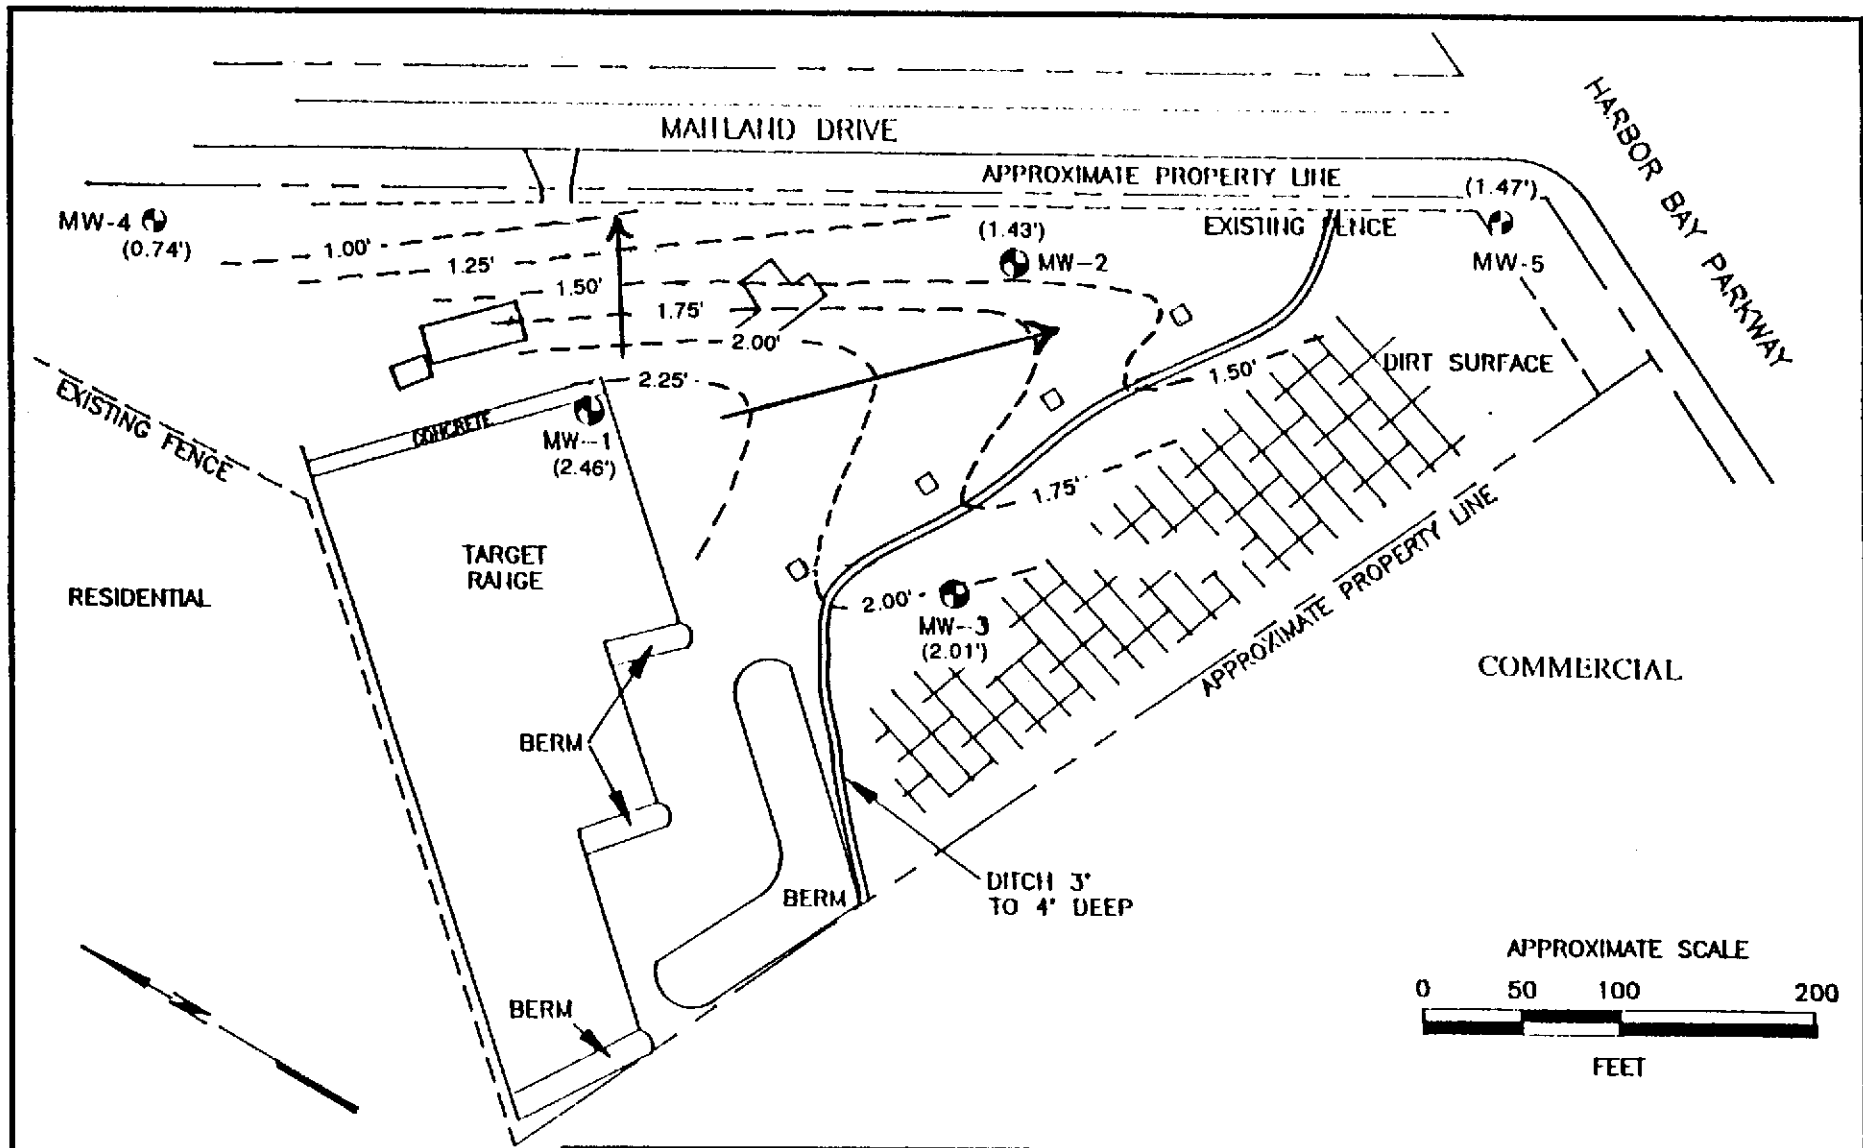 MAITLAND DRIVE
HARBOR BAY PARKWAY
APPROXIMATE PROPERTY LINE
(1.47')
MW-4
(0.74')
EXISTING FENCE
(1.43')
MW-2
MW-5
1.00'
1.25'
1.50'
1.75'
2.00'
2.25'
1.50'
DIRT SURFACE
EXISTING FENCE
CONCRETE
MW-1
(2.46')
1.75'
APPROXIMATE PROPERTY LINE
TARGET
RANGE
RESIDENTIAL
2.00'
MW-3
(2.01')
COMMERCIAL
BERM
BERM
DITCH 3'
TO 4' DEEP
BERM
N
APPROXIMATE SCALE
0 50 100 200
FEET